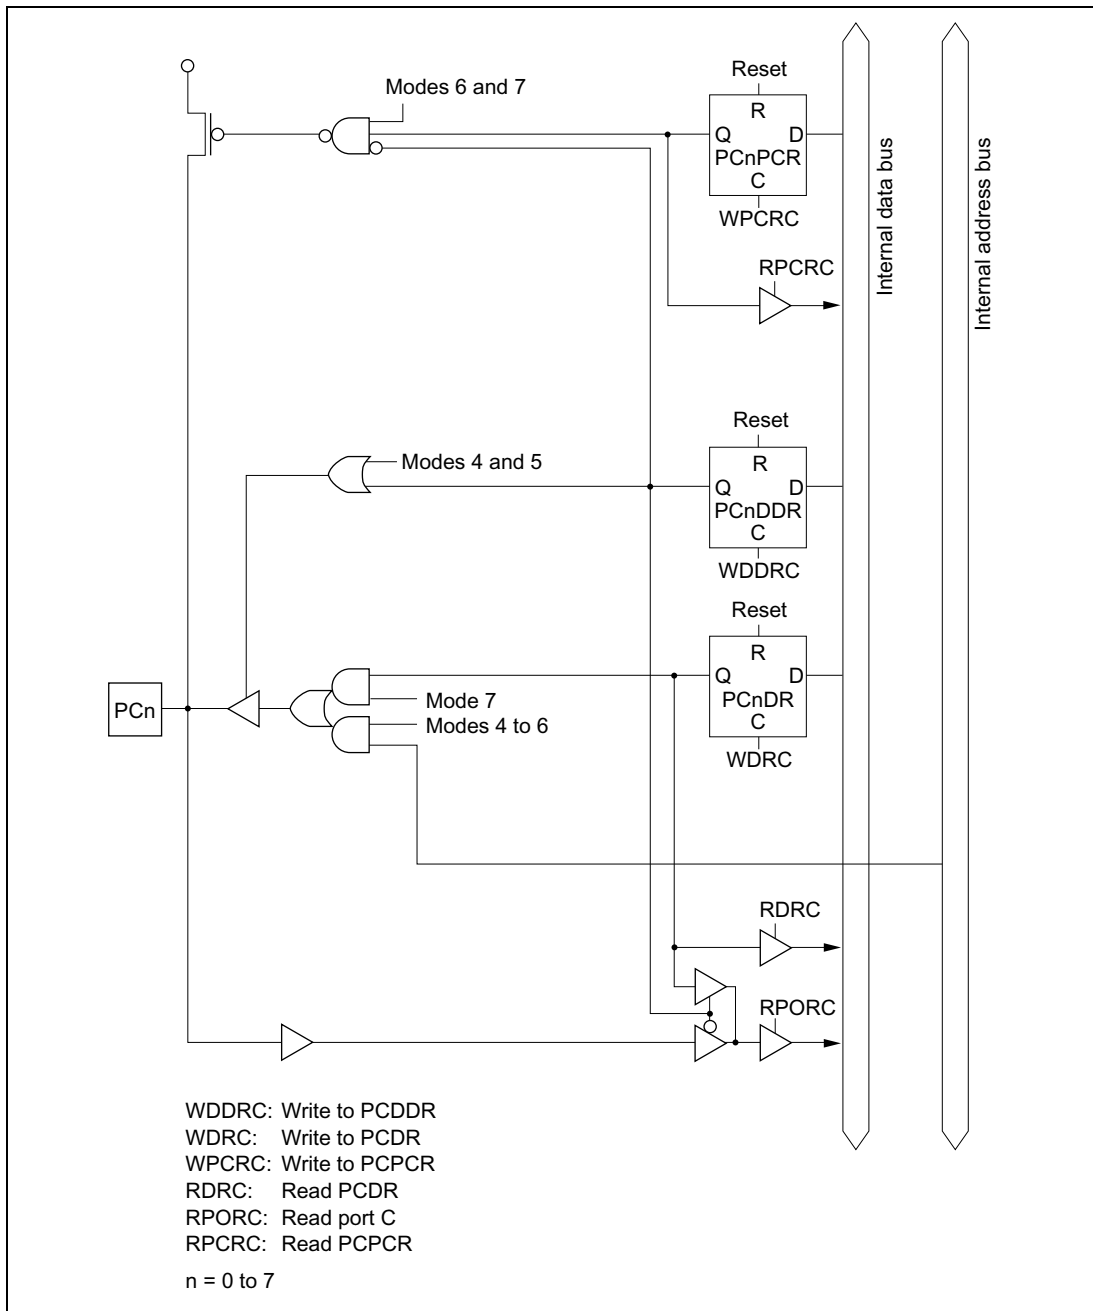 Modes 6 and 7
Reset
R
Q D
PCnPCR
C
WPCRC
RPCRC
Internal data bus
Internal address bus
Reset
R
Modes 4 and 5
Q D
PCnDDR
C
WDDRC
Reset
R
Q D
PCnDR
C
WDRC
Mode 7
Modes 4 to 6
PCn
RDRC
RPORC
WDDRC: Write to PCDDR
WDRC: Write to PCDR
WPCRC: Write to PCPCR
RDRC: Read PCDR
RPORC: Read port C
RPCRC: Read PCPCR
n = 0 to 7